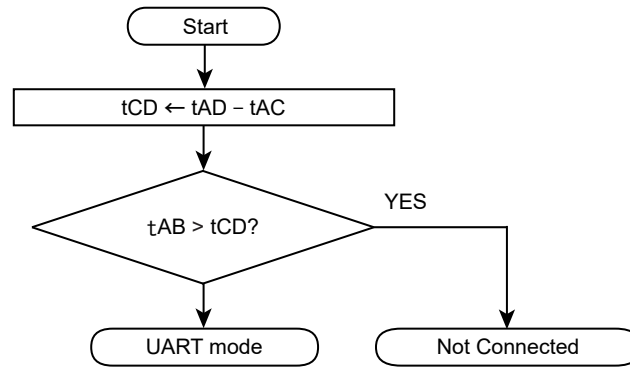 Start
tCD ← tAD – tAC
tAB > tCD?
YES
UART mode
Not Connected